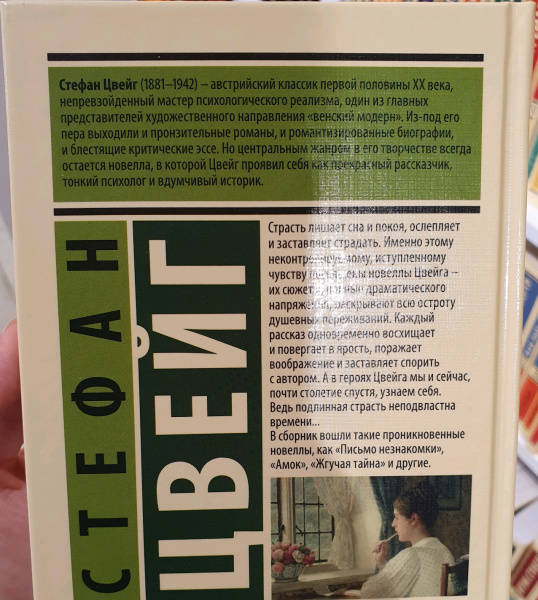 Стефан Цвейг (1881–1942) – австрийский классик первой половины XX века,
непревзойденный мастер психологического реализма, один из главных
представителей художественного направления «венский модерн». Из-под его
пера выходили и пронзительные романы, и романтизированные биографии,
и блестящие критические эссе. Но центральным жанром в его творчестве всегда
остается новелла, в которой Цвейг проявил себя как прекрасный рассказчик,
тонкий психолог и вдумчивый историк.
СТЕФАН
ЦВЕЙГ
Страсть лишает сна и покоя, ослепляет
и заставляет страдать. Именно этому
неконтролируемому, иступленному
чувству посвящены новеллы Цвейга –
их сюжеты, полные драматического
напряжения, раскрывают всю остроту
душевных переживаний. Каждый
рассказ одновременно восхищает
и повергает в ярость, поражает
воображение и заставляет спорить
с автором. А в героях Цвейга мы и сейчас,
почти столетие спустя, узнаем себя.
Ведь подлинная страсть неподвластна
времени...
В сборник вошли такие проникновенные
новеллы, как «Письмо незнакомки»,
«Амок», «Жгучая тайна» и другие.